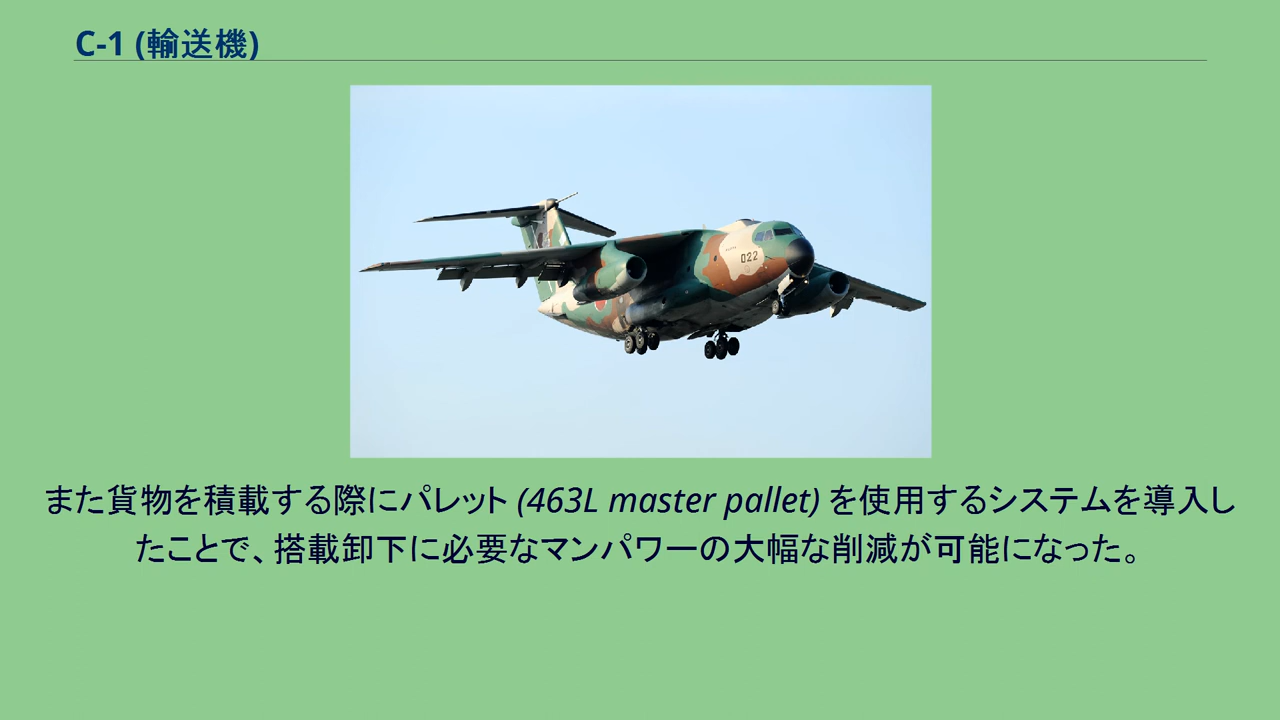 C-1 (輸送機)
022
また貨物を積載する際にパレット (463L master pallet) を使用するシステムを導入し
たことで、搭載卸下に必要なマンパワーの大幅な削減が可能になった。